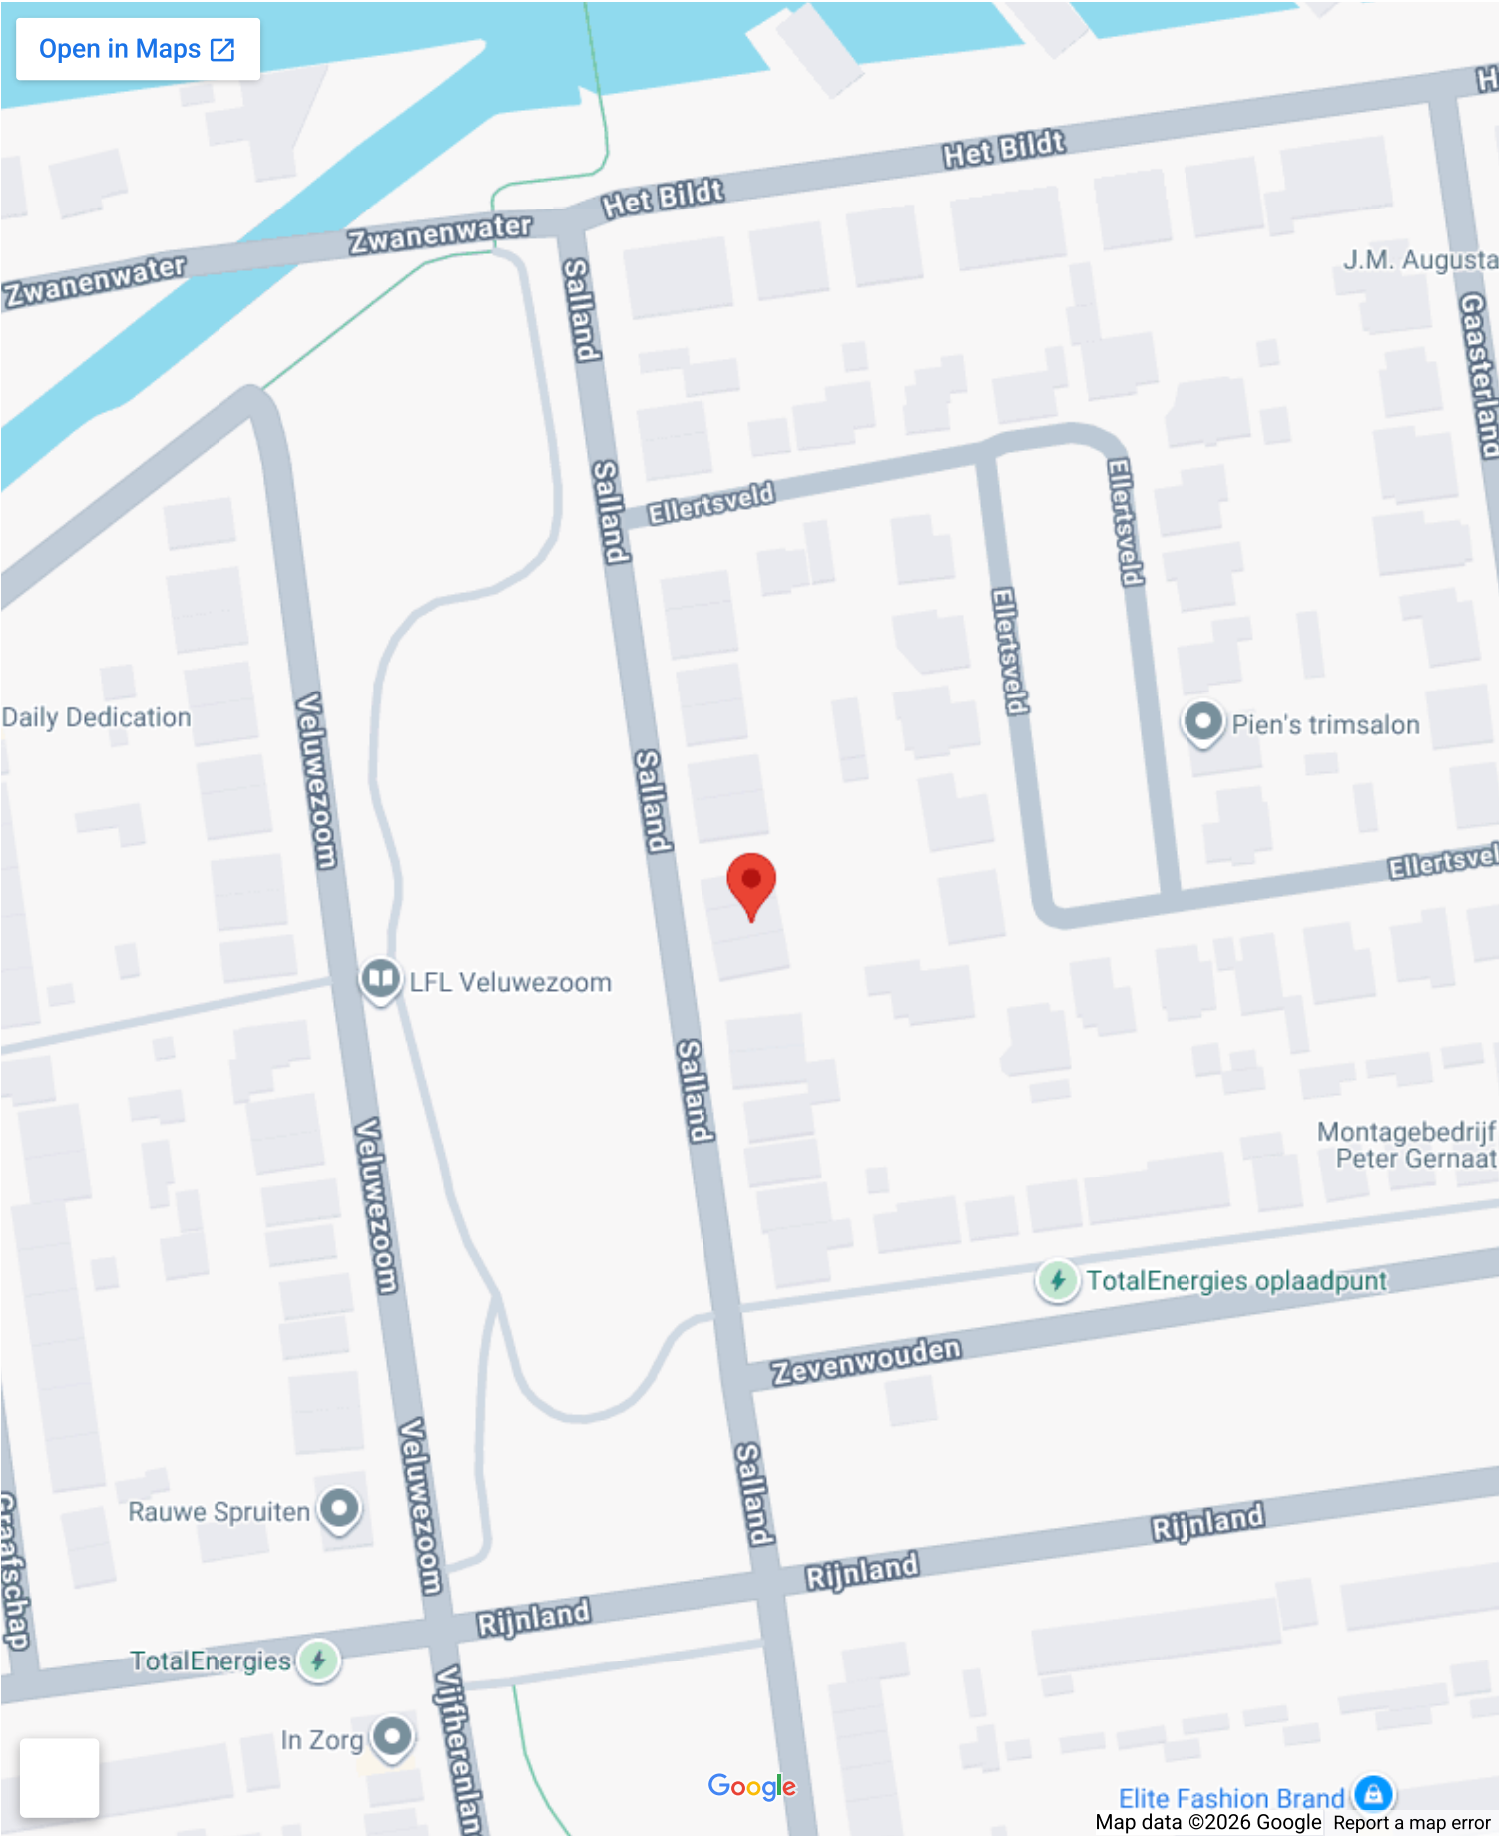 Open in Maps
H
Het Bildt
Het Bildt
Zwanenwater
Zwanenwater
Salland
J.M. Augusta
Gaasterland
Salland
Ellertsveld
Ellertsveld
Ellertsveld
Veluwezoom
Daily Dedication
Pien's trimsalon
Salland
Ellertsvel
LFL Veluwezoom
Salland
Veluwezoom
Montagebedrijf
Peter Gernaat
TotalEnergies oplaadpunt
Zevenwouden
Veluwezoom
Salland
Rauwe Spruiten
Graafschap
Rijnland
Rijnland
Rijnland
TotalEnergies
Vijfherenlan
In Zorg
Google
Elite Fashion Brand
Map data ©2026 Google
Report a map error